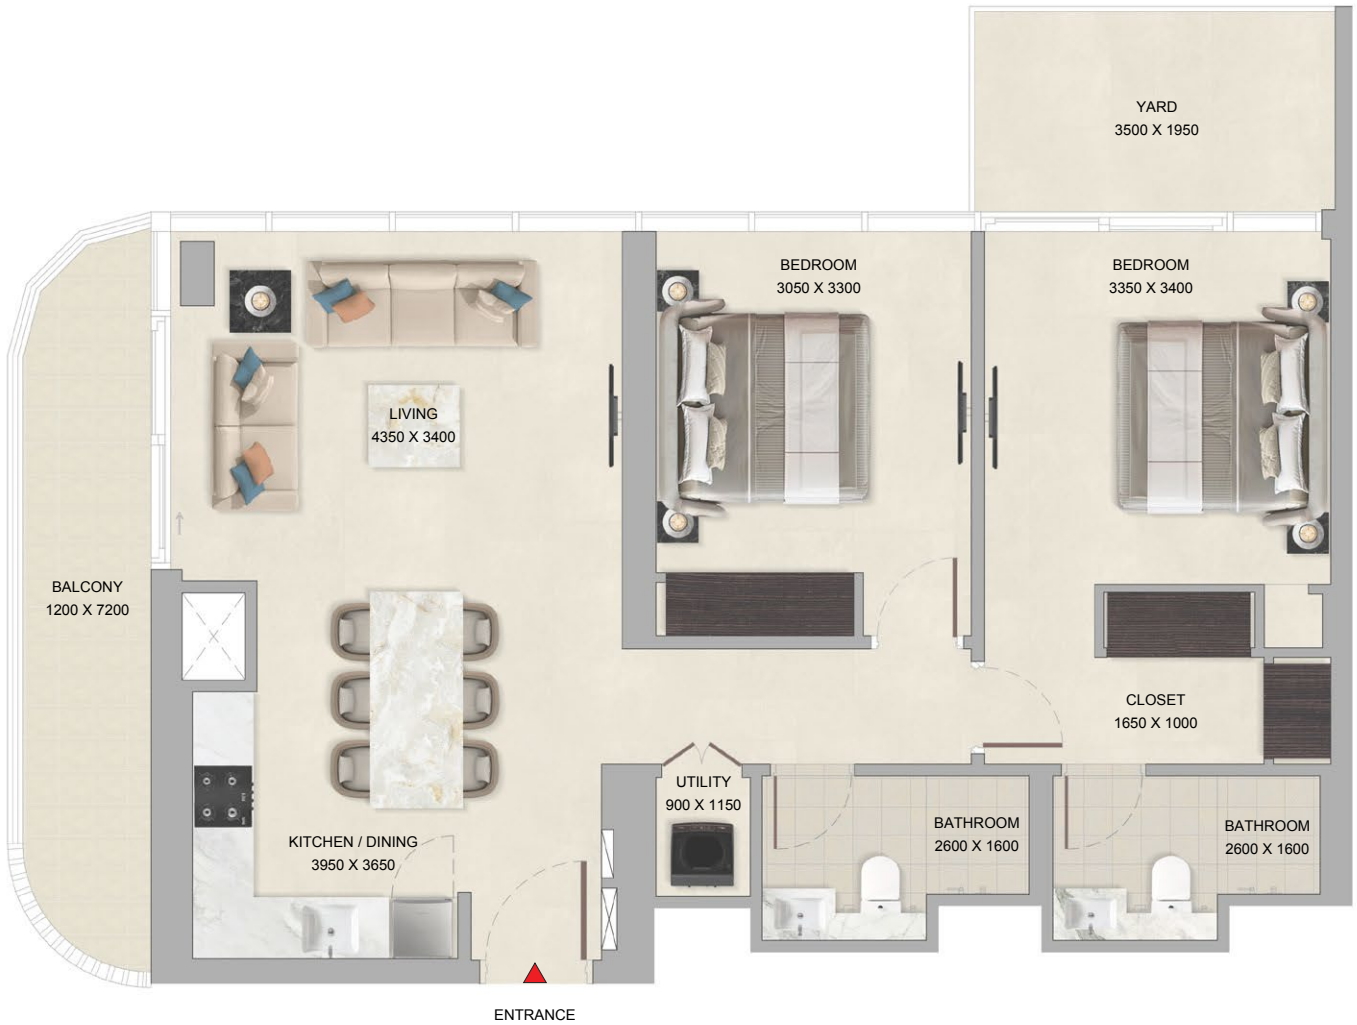 YARD
3500 X 1950
BEDROOM
3050 X 3300
BEDROOM
3350 X 3400
LIVING
4350 X 3400
BALCONY
1200 X 7200
CLOSET
1650 X 1000
UTILITY
900 X 1150
KITCHEN / DINING
3950 X 3650
BATHROOM
2600 X 1600
BATHROOM
2600 X 1600
ENTRANCE